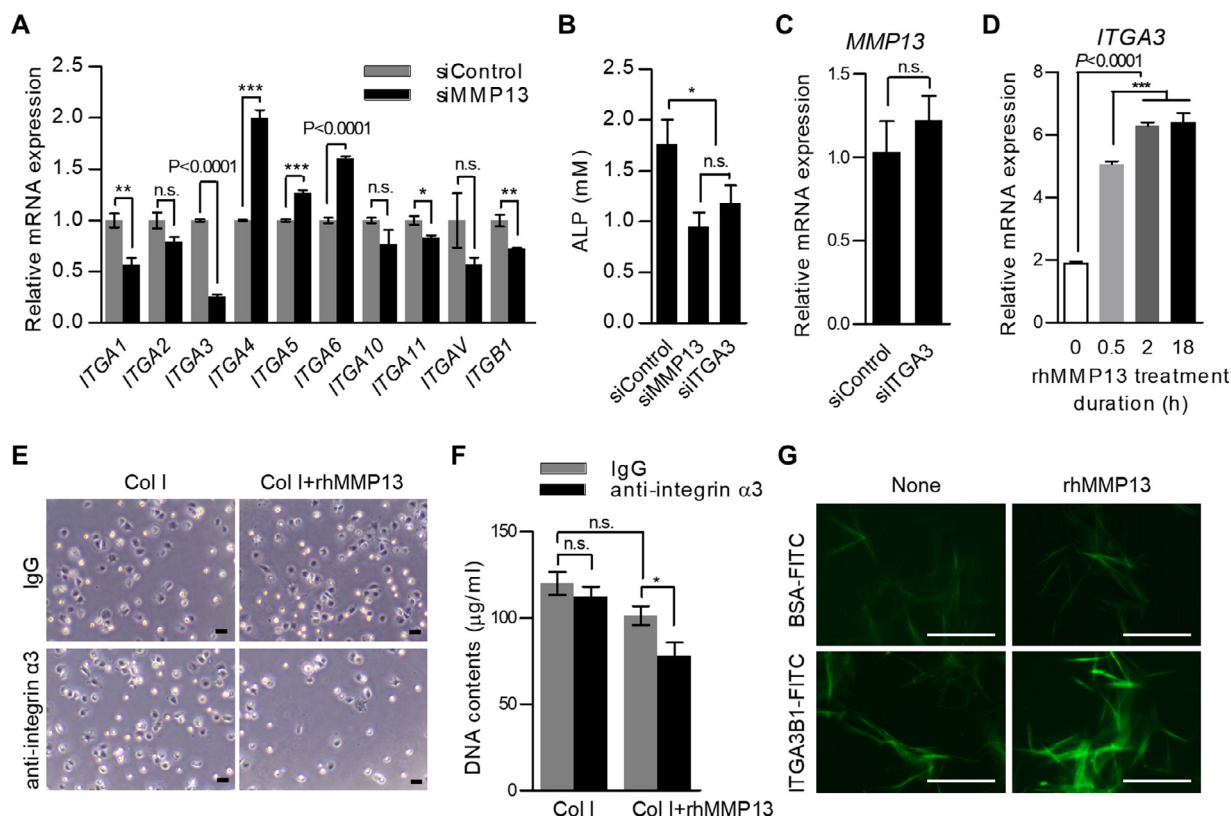 A
2.5
2.0
1.5
1.0
0.5
0.0
Relative mRNA expression
siControl
siMMP13
**
n.s.
P<0.0001
***
***
P<0.0001
n.s.
*
n.s.
**
ITGA1
ITGA2
ITGA3
ITGA4
ITGA5
ITGA6
ITGA10
ITGA11
ITGAV
ITGB1
B
2.5
2.0
1.5
1.0
0.5
0.0
ALP (mM)
*
n.s.
siControl
siMMP13
siITGA3
C
MMP13
1.5
1.0
0.5
0.0
Relative mRNA expression
n.s.
siControl
siITGA3
D
ITGA3
P<0.0001
***
8
6
4
2
0
Relative mRNA expression
0 0.5 2 18
rhMMP13 treatment
duration (h)
E
Col I Col I+rhMMP13
IgG
anti-integrin α3
F
IgG
anti-integrin α3
150
100
50
0
DNA contents (µg/ml)
n.s.
n.s.
*
Col I Col I+rhMMP13
G
None rhMMP13
BSA-FITC
ITGA3B1-FITC